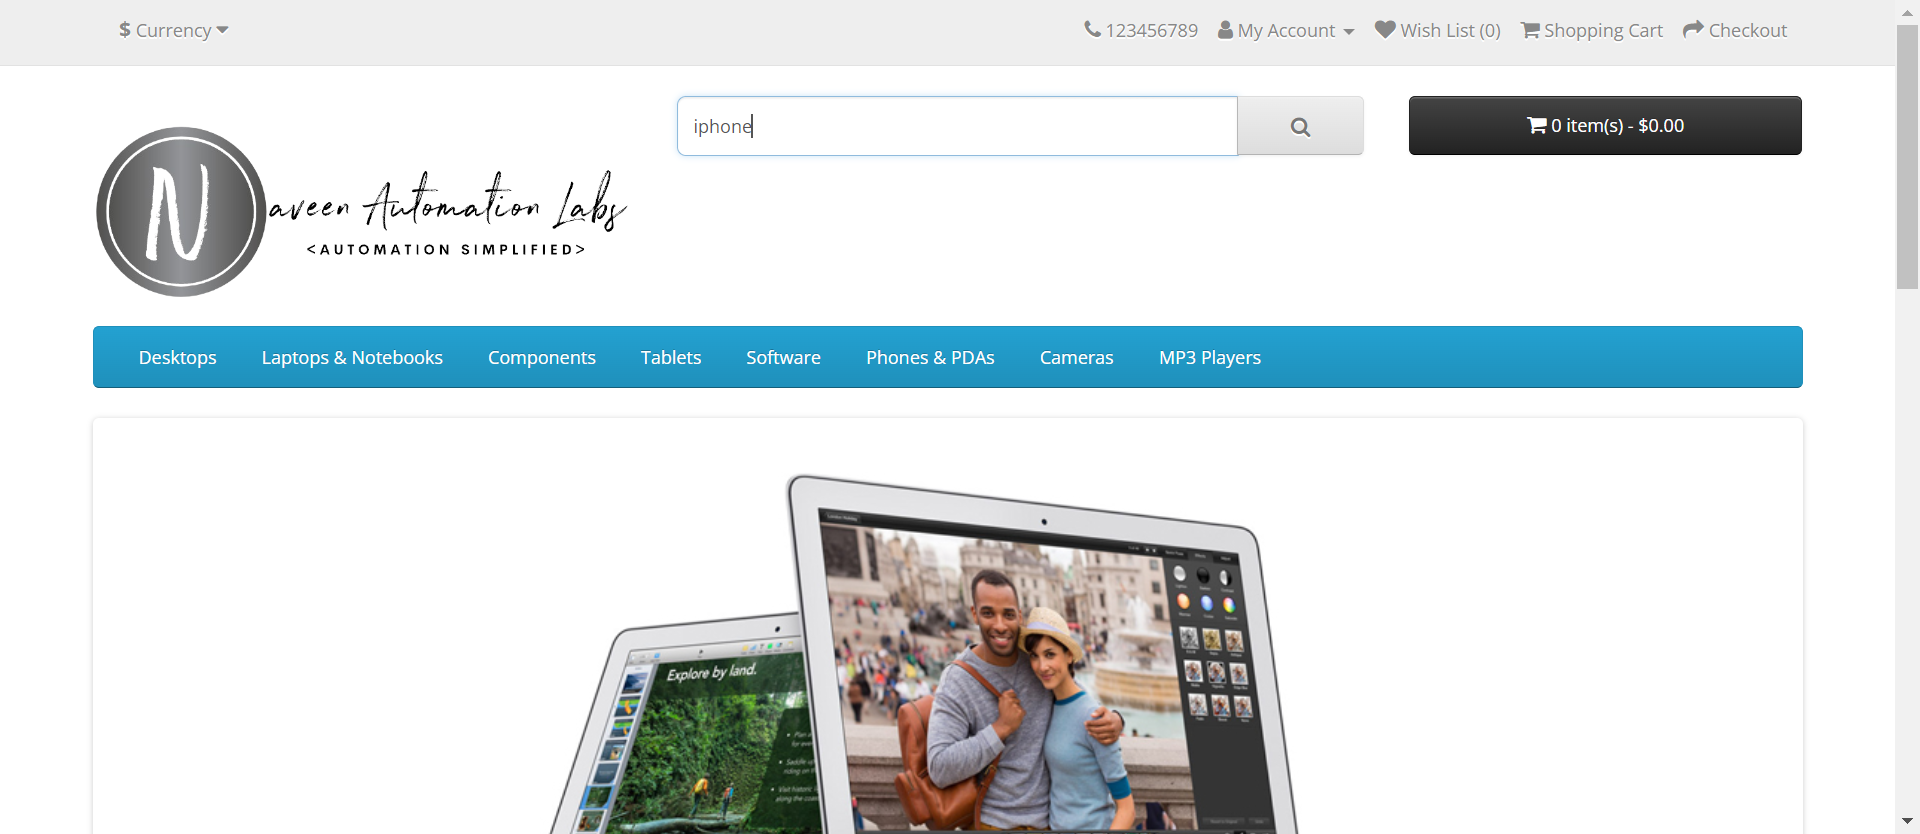 $ Currency
123456789 My Account Wish List (0) Shopping Cart Checkout
iphone
0 item(s) - $0.00
N
aveen Automation Labs
<AUTOMATION SIMPLIFIED>
Desktops Laptops & Notebooks Components Tablets Software Phones & PDAs Cameras MP3 Players
Explore by land.